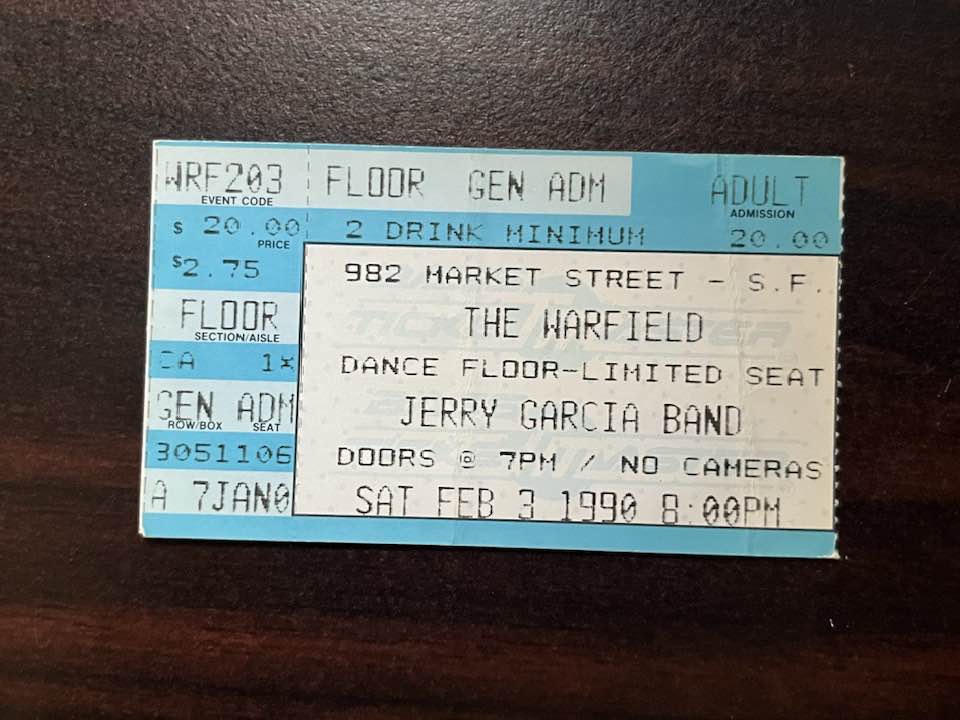 WRF203 FLOOR GEN ADM ADULT
EVENT CODE ADMISSION
$ 20.00 2 DRINK MINIMUM 20.00
PRICE
$2.75 982 MARKET STREET - S.F.
FLOOR THE WARFIELD
SECTION/AISLE
CA 1× DANCE FLOOR-LIMITED SEAT
GEN ADM JERRY GARCIA BAND
ROW/BOX SEAT
3051106 DOORS @ 7PM / NO CAMERAS
A 7JAN0 SAT FEB 3 1990 8:00PM